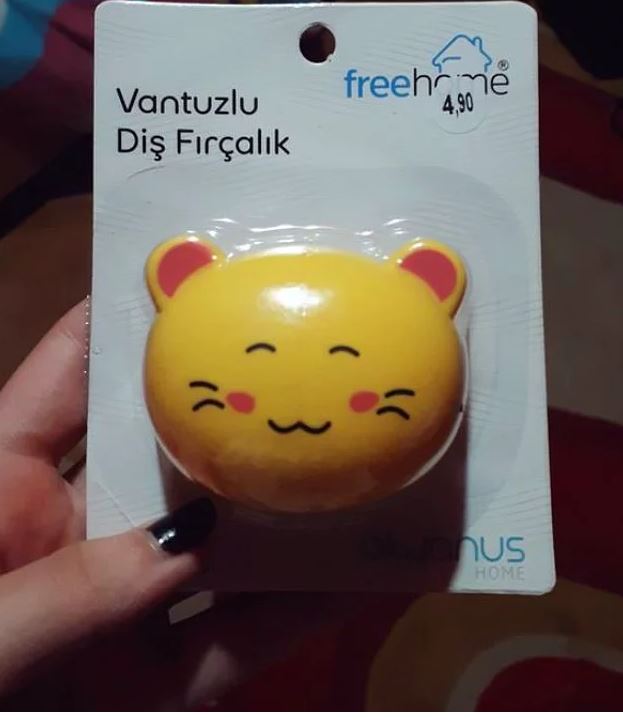 freehome®
4,90
Vantuzlu
Diş Fırçalık
HOME